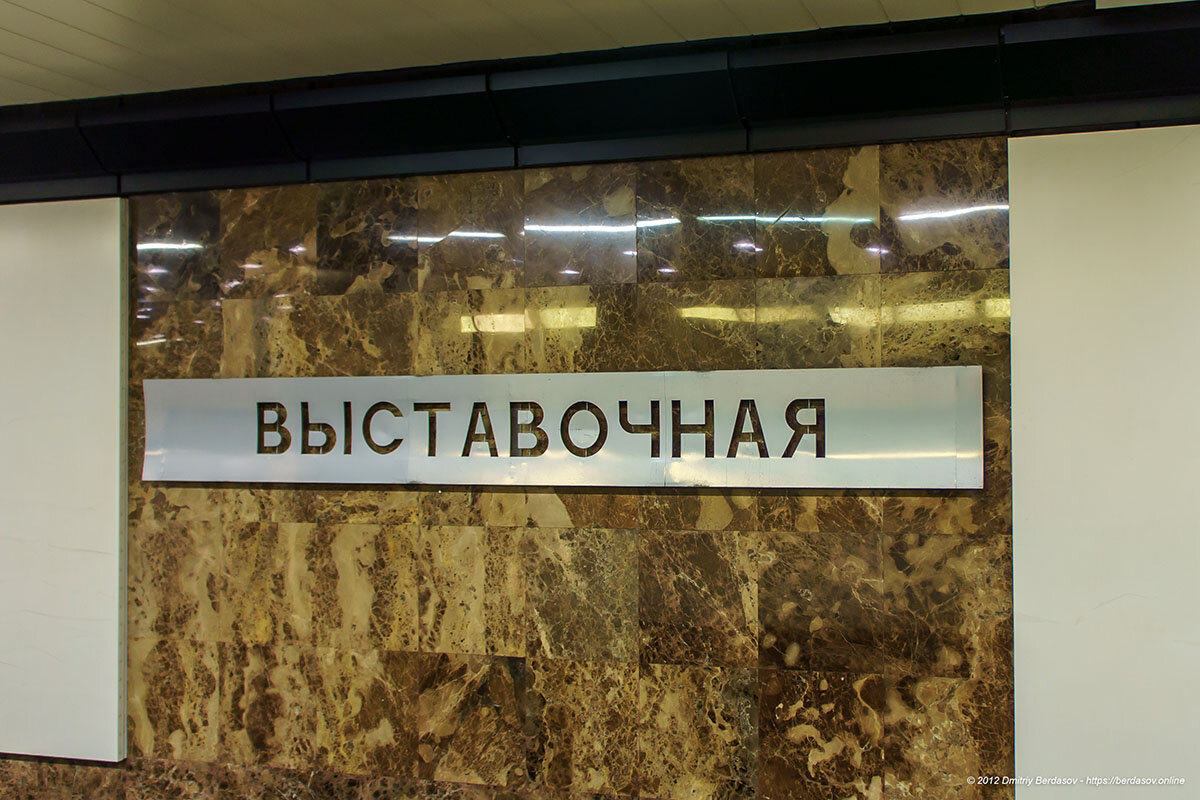 ВЫСТАВОЧНАЯ
© 2012 Dmitriy Berdasov - https://berdasov.online